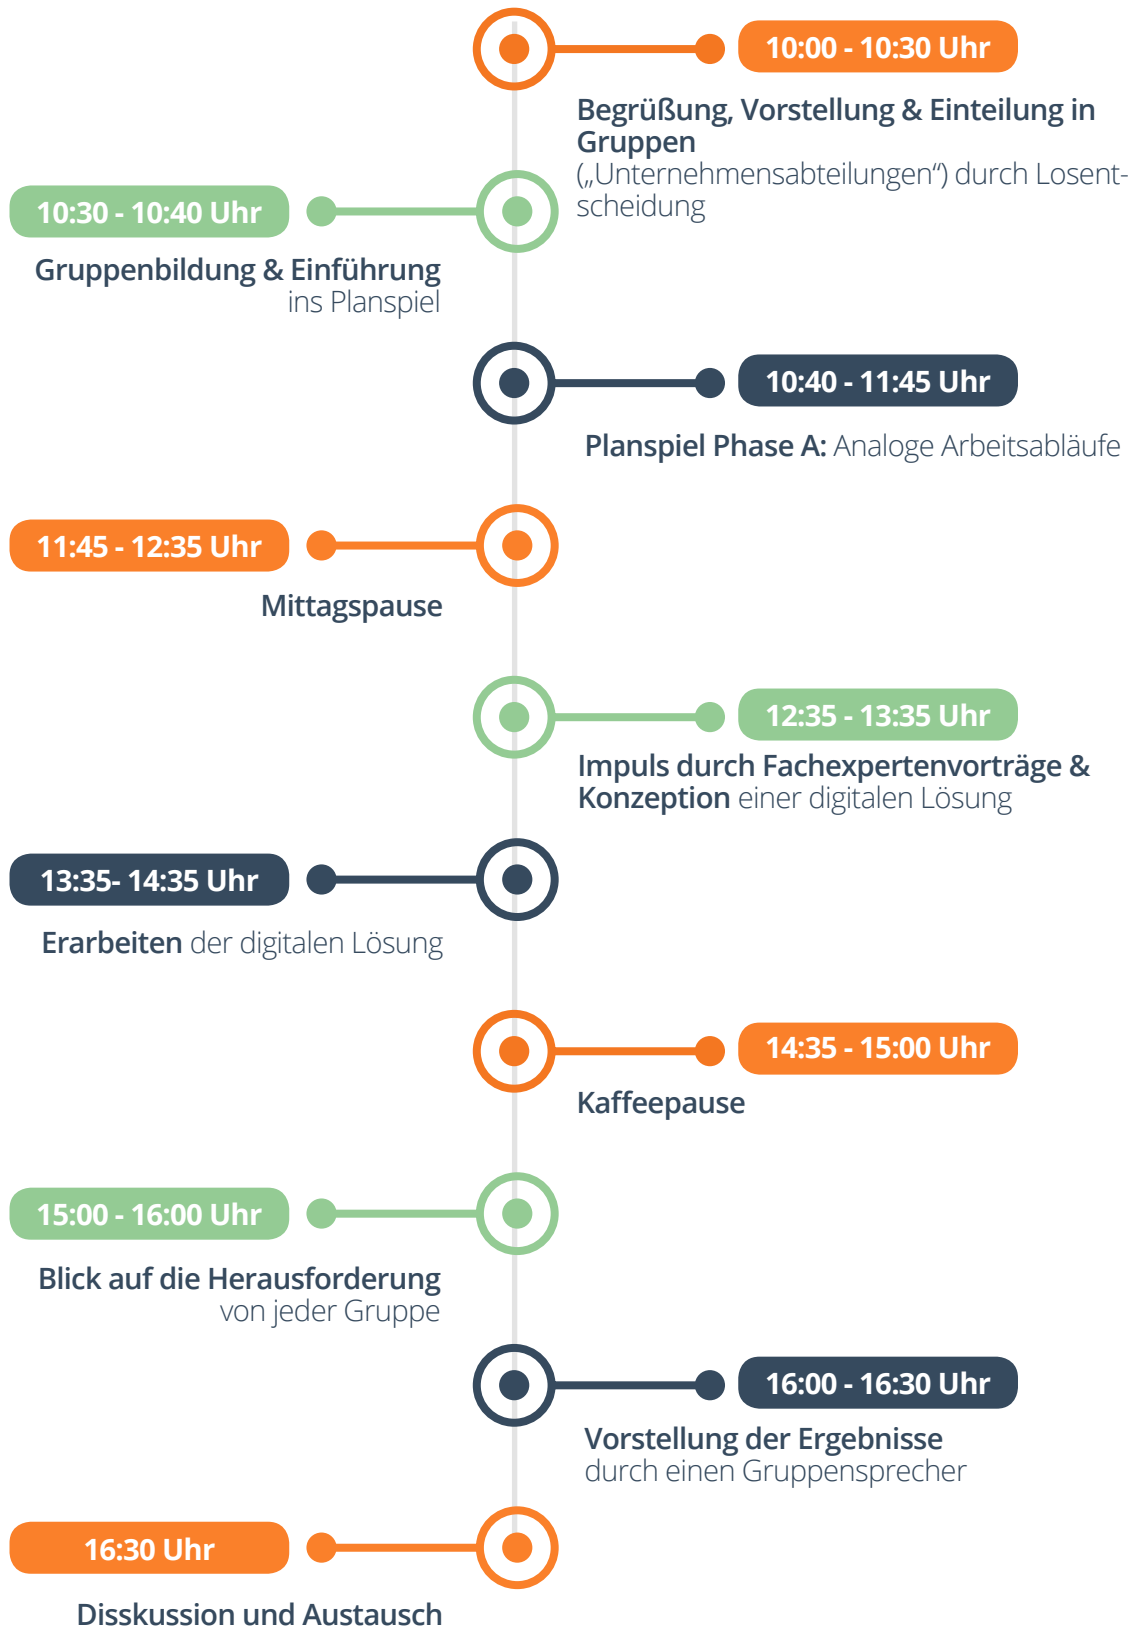 10:00 - 10:30 Uhr
Begrüßung, Vorstellung & Einteilung in
Gruppen
(„Unternehmensabteilungen“) durch Losent-
scheidung
10:30 - 10:40 Uhr
Gruppenbildung & Einführung
ins Planspiel
10:40 - 11:45 Uhr
Planspiel Phase A: Analoge Arbeitsabläufe
11:45 - 12:35 Uhr
Mittagspause
12:35 - 13:35 Uhr
Impuls durch Fachexpertenvorträge &
Konzeption einer digitalen Lösung
13:35- 14:35 Uhr
Erarbeiten der digitalen Lösung
14:35 - 15:00 Uhr
Kaffeepause
15:00 - 16:00 Uhr
Blick auf die Herausforderung
von jeder Gruppe
16:00 - 16:30 Uhr
Vorstellung der Ergebnisse
durch einen Gruppensprecher
16:30 Uhr
Disskussion und Austausch